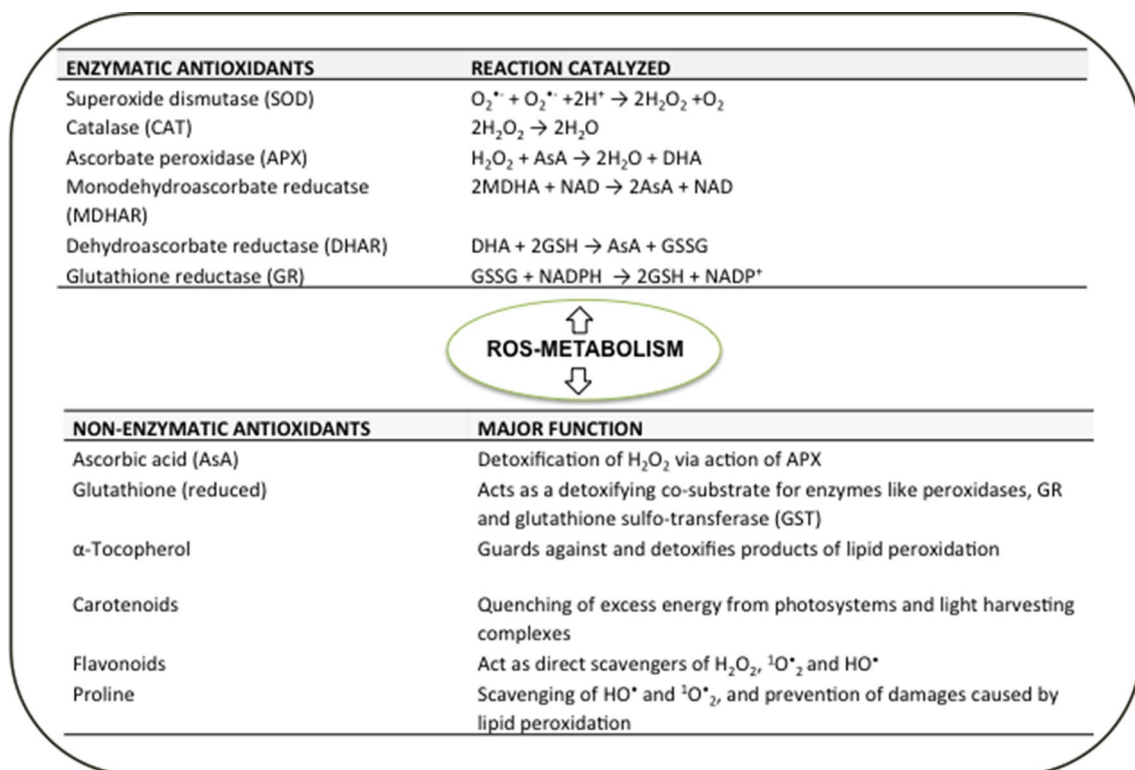 ENZYMATIC ANTIOXIDANTS REACTION CATALYZED
Superoxide dismutase (SOD) O₂•⁻ + O₂•⁻ +2H⁺ → 2H₂O₂ +O₂
Catalase (CAT) 2H₂O₂ → 2H₂O
Ascorbate peroxidase (APX) H₂O₂ + AsA → 2H₂O + DHA
Monodehydroascorbate reducatse 2MDHA + NAD → 2AsA + NAD
(MDHAR)
Dehydroascorbate reductase (DHAR) DHA + 2GSH → AsA + GSSG
Glutathione reductase (GR) GSSG + NADPH → 2GSH + NADP⁺
ROS-METABOLISM
NON-ENZYMATIC ANTIOXIDANTS MAJOR FUNCTION
Ascorbic acid (AsA) Detoxification of H₂O₂ via action of APX
Glutathione (reduced) Acts as a detoxifying co-substrate for enzymes like peroxidases, GR
and glutathione sulfo-transferase (GST)
α-Tocopherol Guards against and detoxifies products of lipid peroxidation
Carotenoids Quenching of excess energy from photosystems and light harvesting
complexes
Flavonoids Act as direct scavengers of H₂O₂, ¹O•₂ and HO•
Proline Scavenging of HO• and ¹O•₂, and prevention of damages caused by
lipid peroxidation